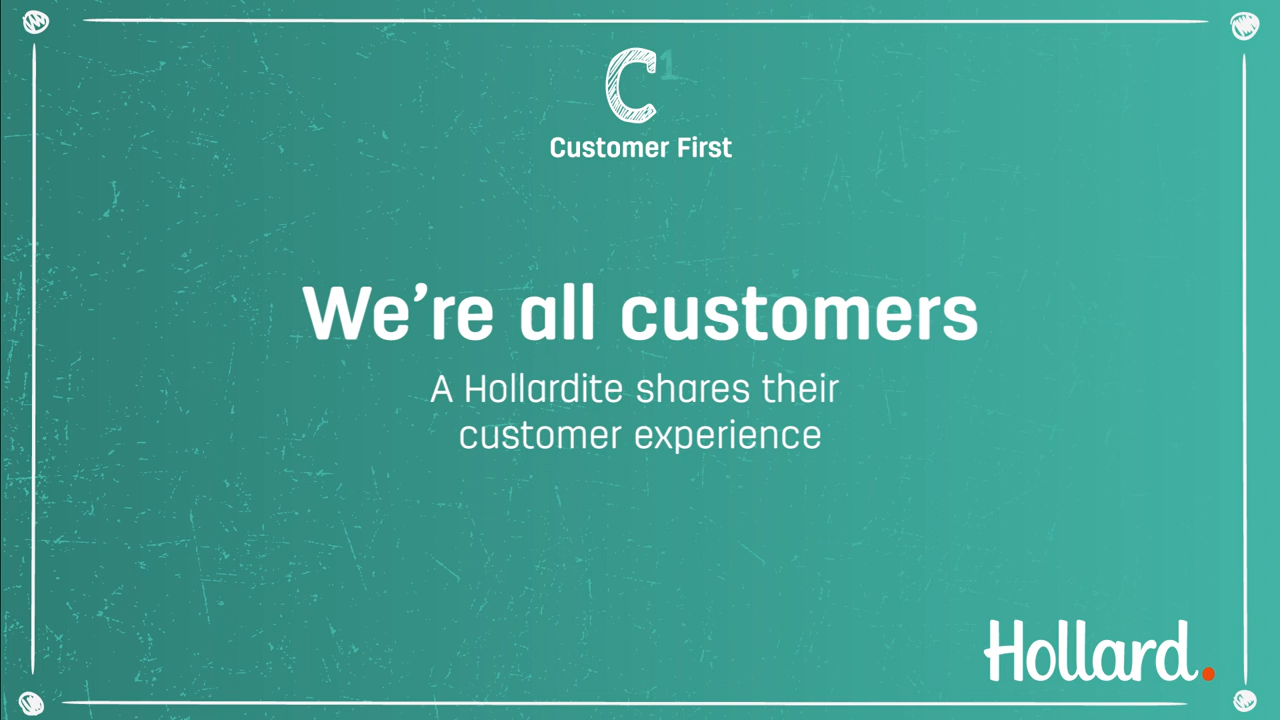 C1
Customer First
We’re all customers
A Hollardite shares their
customer experience
Hollard.